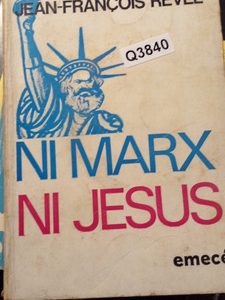 JEAN-FRANÇOIS REVEL
Q3840
NI MARX
NI JESUS
emecé